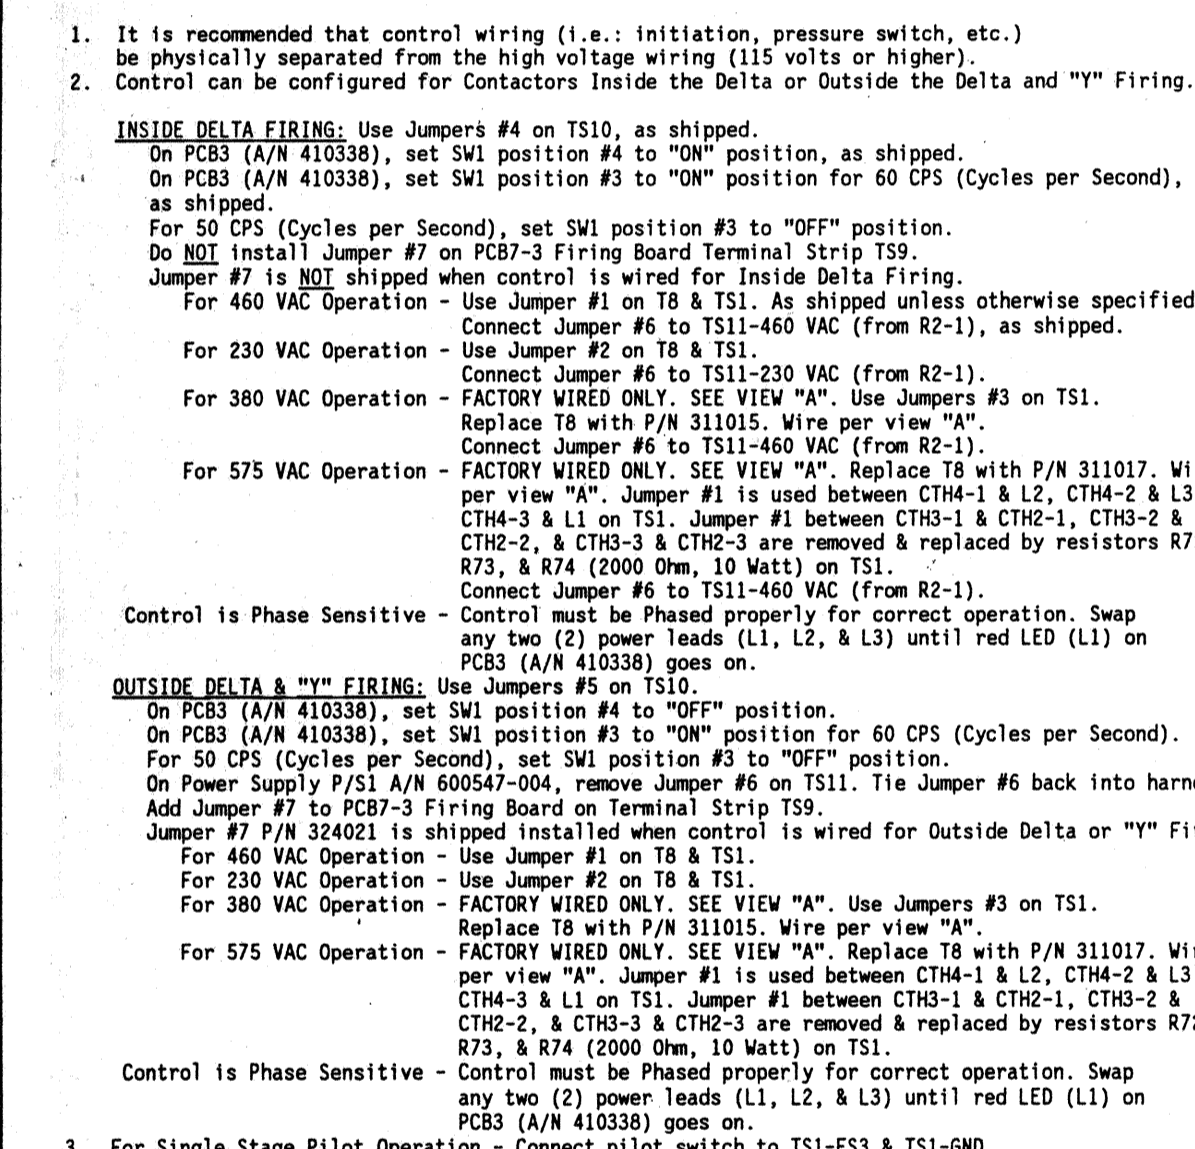 1. It is recommended that control wiring (i.e.: initiation, pressure switch, etc.)
be physically separated from the high voltage wiring (115 volts or higher).
2. Control can be configured for Contactors Inside the Delta or Outside the Delta and "Y" Firing.
INSIDE DELTA FIRING: Use Jumpers #4 on TS10, as shipped.
On PCB3 (A/N 410338), set SW1 position #4 to "ON" position, as shipped.
On PCB3 (A/N 410338), set SW1 position #3 to "ON" position for 60 CPS (Cycles per Second),
as shipped.
For 50 CPS (Cycles per Second), set SW1 position #3 to "OFF" position.
Do NOT install Jumper #7 on PCB7-3 Firing Board Terminal Strip TS9.
Jumper #7 is NOT shipped when control is wired for Inside Delta Firing.
For 460 VAC Operation - Use Jumper #1 on T8 & TS1. As shipped unless otherwise specified
Connect Jumper #6 to TS11-460 VAC (from R2-1), as shipped.
For 230 VAC Operation - Use Jumper #2 on T8 & TS1.
Connect Jumper #6 to TS11-230 VAC (from R2-1).
For 380 VAC Operation - FACTORY WIRED ONLY. SEE VIEW "A". Use Jumpers #3 on TS1.
Replace T8 with P/N 311015. Wire per view "A".
Connect Jumper #6 to TS11-460 VAC (from R2-1).
For 575 VAC Operation - FACTORY WIRED ONLY. SEE VIEW "A". Replace T8 with P/N 311017. Wi
per view "A". Jumper #1 is used between CTH4-1 & L2, CTH4-2 & L3
CTH4-3 & L1 on TS1. Jumper #1 between CTH3-1 & CTH2-1, CTH3-2 &
CTH2-2, & CTH3-3 & CTH2-3 are removed & replaced by resistors R7
R73, & R74 (2000 Ohm, 10 Watt) on TS1.
Connect Jumper #6 to TS11-460 VAC (from R2-1).
Control is Phase Sensitive - Control must be Phased properly for correct operation. Swap
any two (2) power leads (L1, L2, & L3) until red LED (L1) on
PCB3 (A/N 410338) goes on.
OUTSIDE DELTA & "Y" FIRING: Use Jumpers #5 on TS10.
On PCB3 (A/N 410338), set SW1 position #4 to "OFF" position.
On PCB3 (A/N 410338), set SW1 position #3 to "ON" position for 60 CPS (Cycles per Second).
For 50 CPS (Cycles per Second), set SW1 position #3 to "OFF" position.
On Power Supply P/S1 A/N 600547-004, remove Jumper #6 on TS11. Tie Jumper #6 back into harn
Add Jumper #7 to PCB7-3 Firing Board on Terminal Strip TS9.
Jumper #7 P/N 324021 is shipped installed when control is wired for Outside Delta or "Y" Fi
For 460 VAC Operation - Use Jumper #1 on T8 & TS1.
For 230 VAC Operation - Use Jumper #2 on T8 & TS1.
For 380 VAC Operation - FACTORY WIRED ONLY. SEE VIEW "A". Use Jumpers #3 on TS1.
Replace T8 with P/N 311015. Wire per view "A".
For 575 VAC Operation - FACTORY WIRED ONLY. SEE VIEW "A". Replace T8 with P/N 311017. Wi
per view "A". Jumper #1 is used between CTH4-1 & L2, CTH4-2 & L3
CTH4-3 & L1 on TS1. Jumper #1 between CTH3-1 & CTH2-1, CTH3-2 &
CTH2-2, & CTH3-3 & CTH2-3 are removed & replaced by resistors R72
R73, & R74 (2000 Ohm, 10 Watt) on TS1.
Control is Phase Sensitive - Control must be Phased properly for correct operation. Swap
any two (2) power leads (L1, L2, & L3) until red LED (L1) on
PCB3 (A/N 410338) goes on.
3. For Single Stage Pilot Operation - Connect pilot switch to TS1-FS3 & TS1-GND